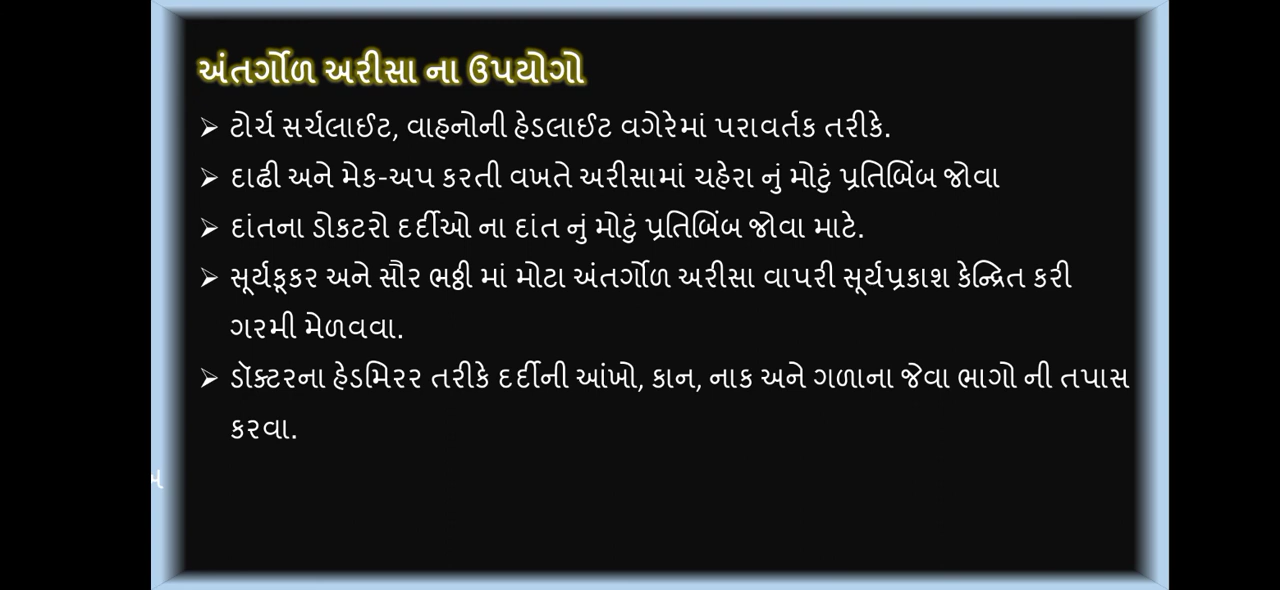 અંતર્ગોળ અરીસા ના ઉપયોગો
➢ ટોર્ચ સર્ચલાઈટ, વાહનોની હેડલાઈટ વગેરેમાં પરાવર્તક તરીકે.
➢ દાઢી અને મેક-અપ કરતી વખતે અરીસામાં ચહેરા નું મોટું પ્રતિબિંબ જોવા
➢ દાંતના ડોકટરો દર્દીઓ ના દાંત નું મોટું પ્રતિબિંબ જોવા માટે.
➢ સૂર્યકૂકર અને સૌર ભઠ્ઠી માં મોટા અંતર્ગોળ અરીસા વાપરી સૂર્યપ્રકાશ કેન્દ્રિત કરી
ગરમી મેળવવા.
➢ ડૉક્ટરના હેડમિરર તરીકે દર્દીની આંખો, કાન, નાક અને ગળાના જેવા ભાગો ની તપાસ
કરવા.